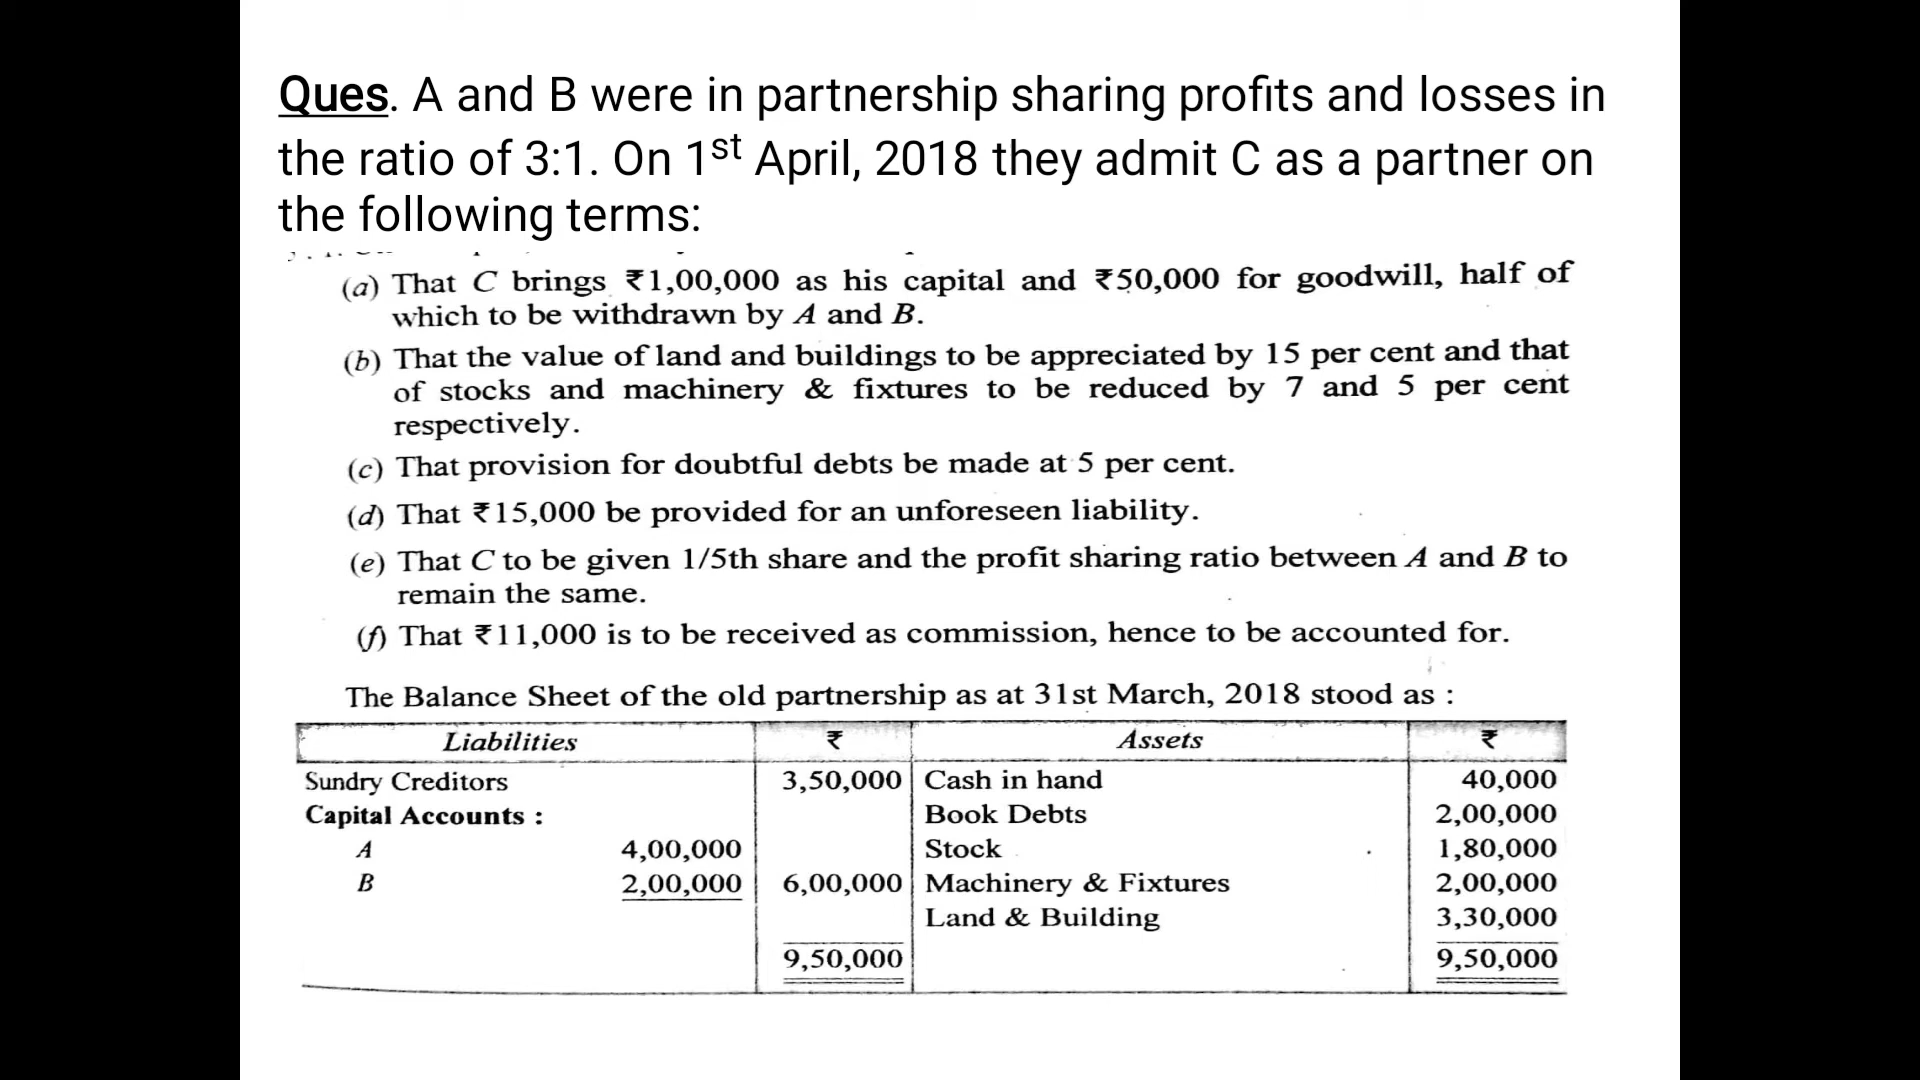 Ques. A and B were in partnership sharing profits and losses in
the ratio of 3:1. On 1st April, 2018 they admit C as a partner on
the following terms:
(a) That C brings ₹1,00,000 as his capital and ₹50,000 for goodwill, half of
which to be withdrawn by A and B.
(b) That the value of land and buildings to be appreciated by 15 per cent and that
of stocks and machinery & fixtures to be reduced by 7 and 5 per cent
respectively.
(c) That provision for doubtful debts be made at 5 per cent.
(d) That ₹15,000 be provided for an unforeseen liability.
(e) That C to be given 1/5th share and the profit sharing ratio between A and B to
remain the same.
(f) That ₹11,000 is to be received as commission, hence to be accounted for.
The Balance Sheet of the old partnership as at 31st March, 2018 stood as :
Liabilities ₹ Assets ₹
Sundry Creditors 3,50,000 Cash in hand 40,000
Capital Accounts : Book Debts 2,00,000
A 4,00,000 Stock 1,80,000
B 2,00,000 6,00,000 Machinery & Fixtures 2,00,000
Land & Building 3,30,000
9,50,000 9,50,000